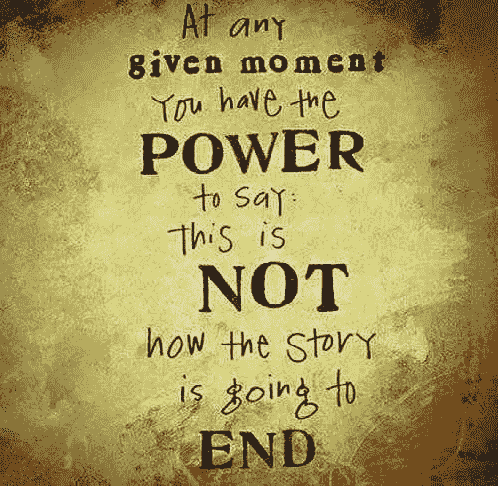 At any
given moment
You have the
POWER
to say:
this is
NOT
how the story
is going to
END